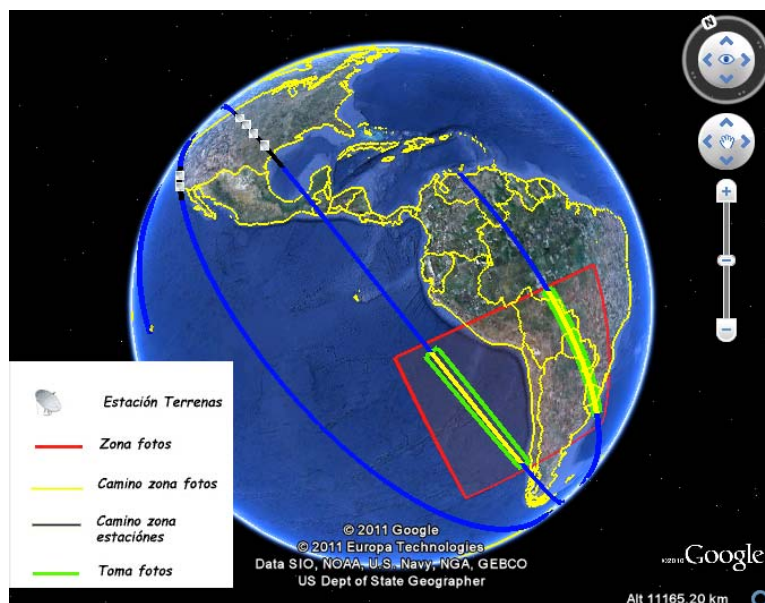 N
Estación Terrenas
Zona fotos
Camino zona fotos
Camino zona
estaciónes
Toma fotos
© 2011 Google
© 2011 Europa Technologies
Data SIO, NOAA, U.S. Navy, NGA, GEBCO
US Dept of State Geographer
©2010 Google
Alt 11165.20 km